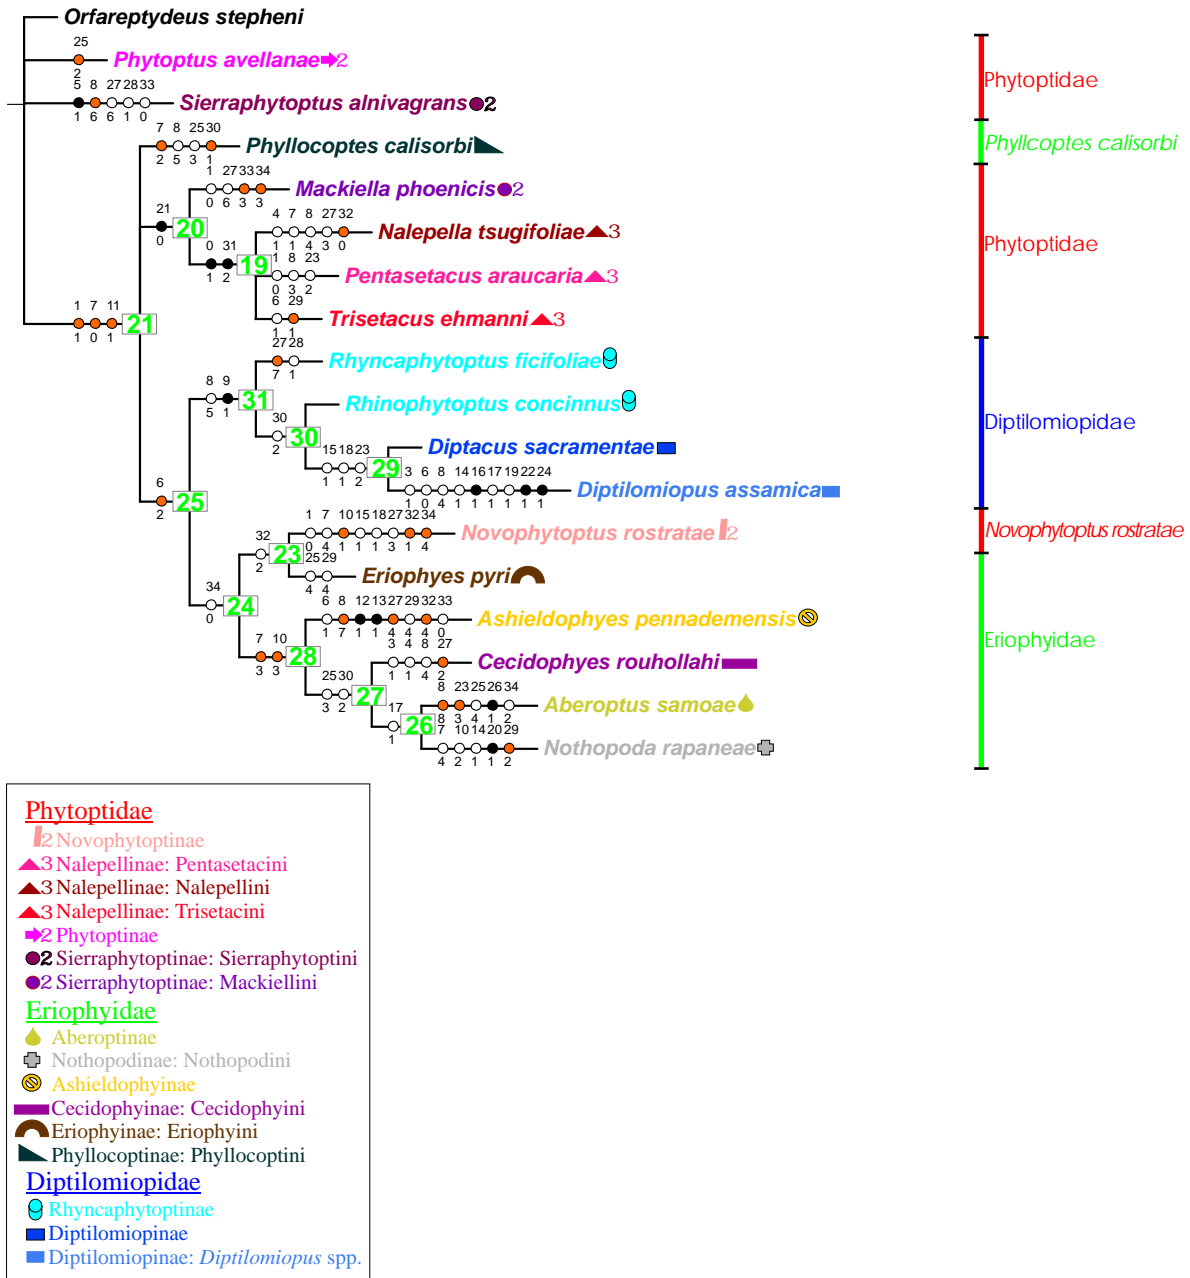 Orfareptydeus stepheni
25
Phytoptus avellanae 2
2
5 8 27 28 33
Sierraphytoptus alnivagrans 2
1 6 6 1 0
7 8 25 30
Phyllocoptes calisorbi
2 5 3 1
1 27 33 34
Mackiella phoenicis 2
0 6 3 3
21
20
0
4 7 8 27 32
Nalepella tsugifoliae 3
1 1 4 3 0
0 31
19
1 2
1 8 23
Pentasetacus araucaria 3
0 3 2
6 29
Trisetacus ehmanni 3
1 1
1 7 11
21
1 0 1
27 28
Rhyncaphytoptus ficifoliae
7 1
8 9
31
5 1
Rhinophytoptus concinnus
30
30
2
Diptacus sacramentae
15 18 23
29
1 1 2
3 6 8 14 16 17 19 22 24
Diptilomiopus assamica
1 0 4 1 1 1 1 1 1
6
25
2
1 7 10 15 18 27 32 34
Novophytoptus rostratae 2
0 4 1 1 1 3 1 4
32
23
2
25 29
Eriophyes pyri
4 4
34
24
0
6 8 12 13 27 29 32 33
Ashieldophyes pennademensis
1 7 1 1 4 4 4 0
7 10
28
3 3
3 4 8 27
Cecidophyes rouhollahi
1 1 4 2
25 30
27
3 2
8 23 25 26 34
Aberoptus samoae
8 3 4 1 2
17
26
1
7 10 14 20 29
Nothopoda rapaneae
4 2 1 1 2
Phytoptidae
Phyllcoptes calisorbi
Phytoptidae
Diptilomiopidae
Novophytoptus rostratae
Eriophyidae
Phytoptidae
2 Novophytoptinae
3 Nalepellinae: Pentasetacini
3 Nalepellinae: Nalepellini
3 Nalepellinae: Trisetacini
2 Phytoptinae
2 Sierraphytoptinae: Sierraphytoptini
2 Sierraphytoptinae: Mackiellini
Eriophyidae
Aberoptinae
Nothopodinae: Nothopodini
Ashieldophyinae
Cecidophyinae: Cecidophyini
Eriophyinae: Eriophyini
Phyllocoptinae: Phyllocoptini
Diptilomiopidae
Rhyncaphytoptinae
Diptilomiopinae
Diptilomiopinae: Diptilomiopus spp.